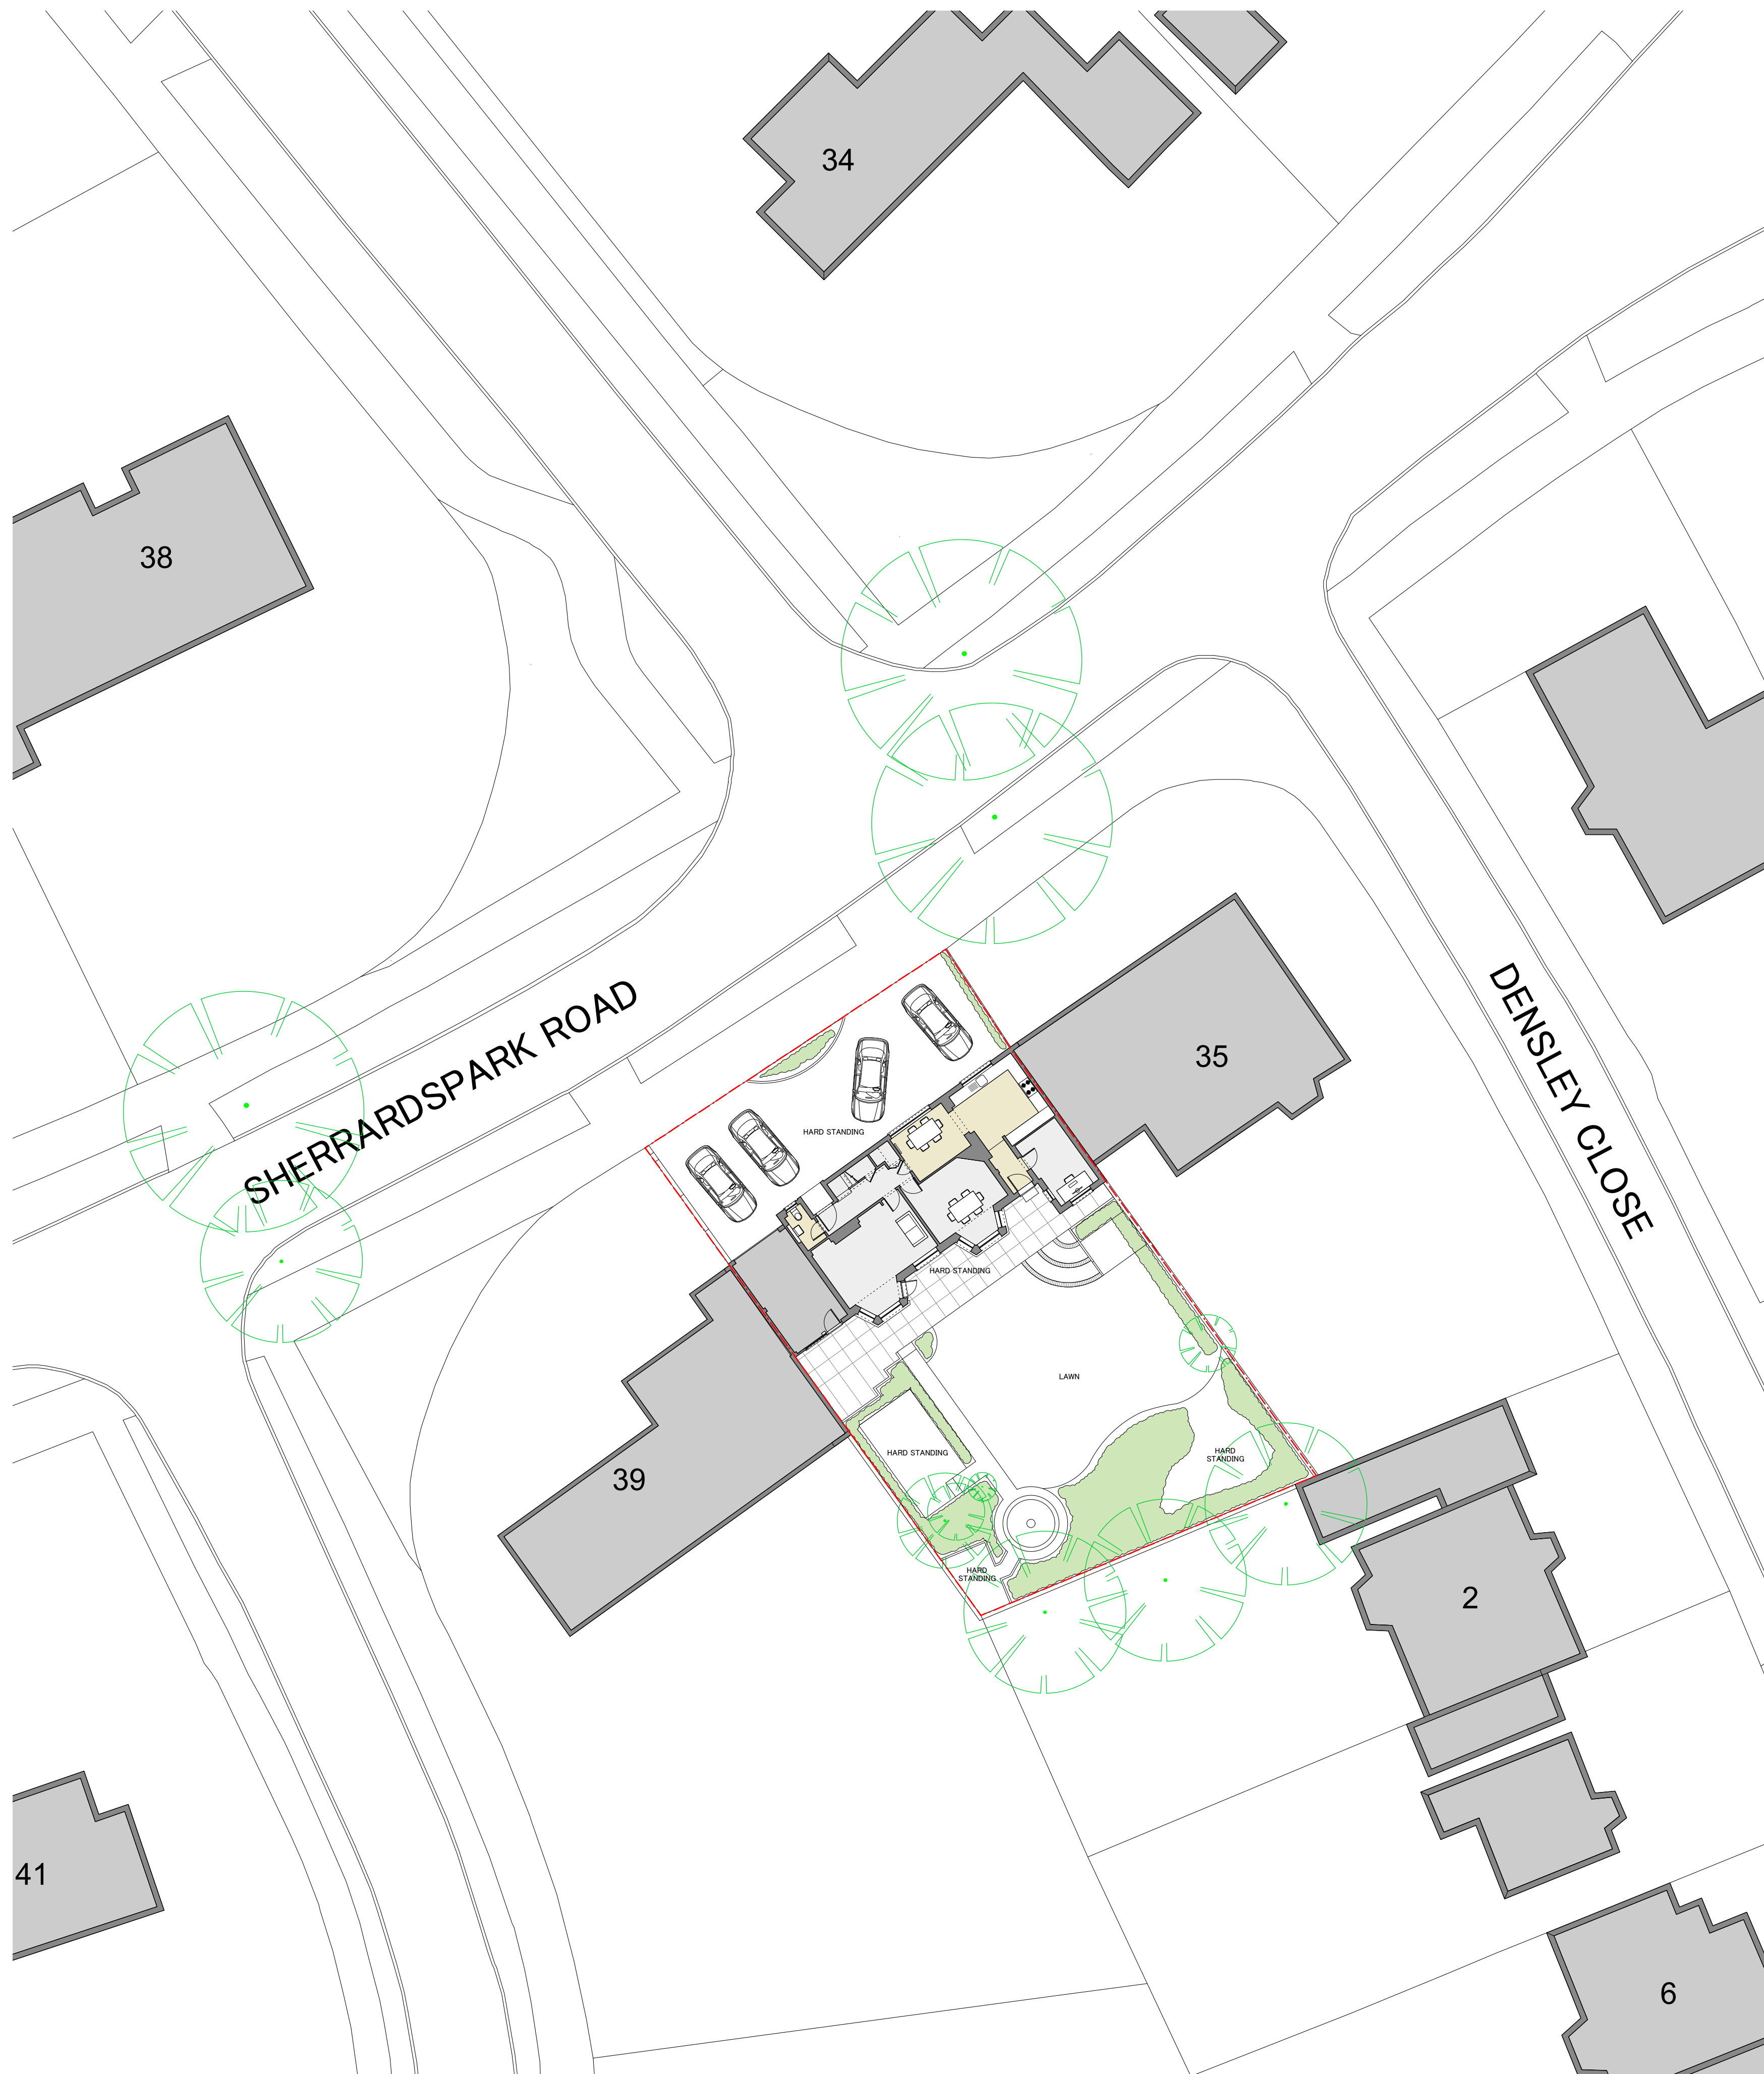 34
38
SHERRARDSPARK ROAD
DENSLEY CLOSE
35
HARD STANDING
HARD STANDING
LAWN
HARD STANDING
HARD
STANDING
39
HARD
STANDING
2
41
6